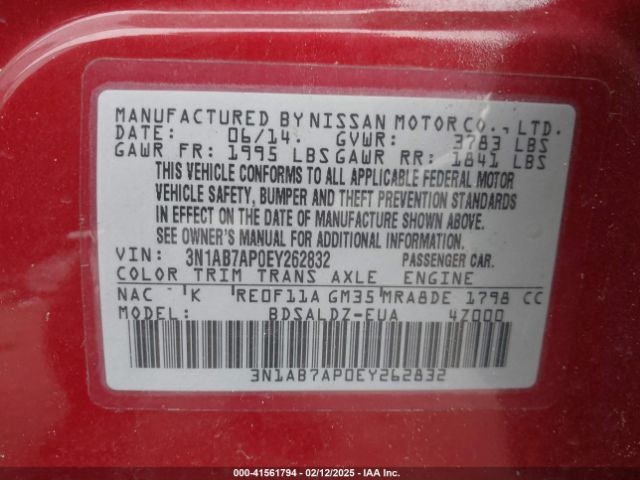 MANUFACTURED BY NISSAN MOTOR CO., LTD.
DATE: 06/14. GVWR: 3783 LBS
GAWR FR: 1995 LBS GAWR RR: 1841 LBS
THIS VEHICLE CONFORMS TO ALL APPLICABLE FEDERAL MOTOR
VEHICLE SAFETY, BUMPER AND THEFT PREVENTION STANDARDS
IN EFFECT ON THE DATE OF MANUFACTURE SHOWN ABOVE.
SEE OWNER'S MANUAL FOR ADDITIONAL INFORMATION.
VIN: 3N1AB7AP0EY262832 PASSENGER CAR.
COLOR TRIM TRANS AXLE ENGINE
NAC K RE0F11A GM35 MRA8DE 1798 CC
MODEL: BDSALDZ-EUA 4Z000
3N1AB7AP0EY262832
000-41561794 - 02/12/2025 - IAA Inc.